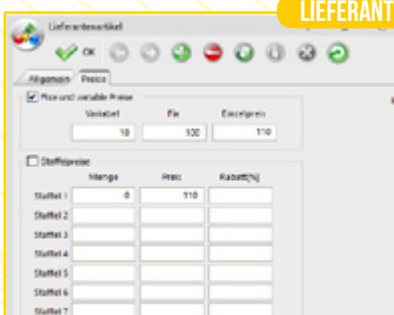 LIEFERANT
Lieferantenartikel
OK
Allgemein Preise
Fixe und variable Preise
Variabel Fix Einzelpreis
10 100 110
Staffelpreise
Menge Preis Rabatt(%)
Staffel 1 0 110
Staffel 2
Staffel 3
Staffel 4
Staffel 5
Staffel 6
Staffel 7